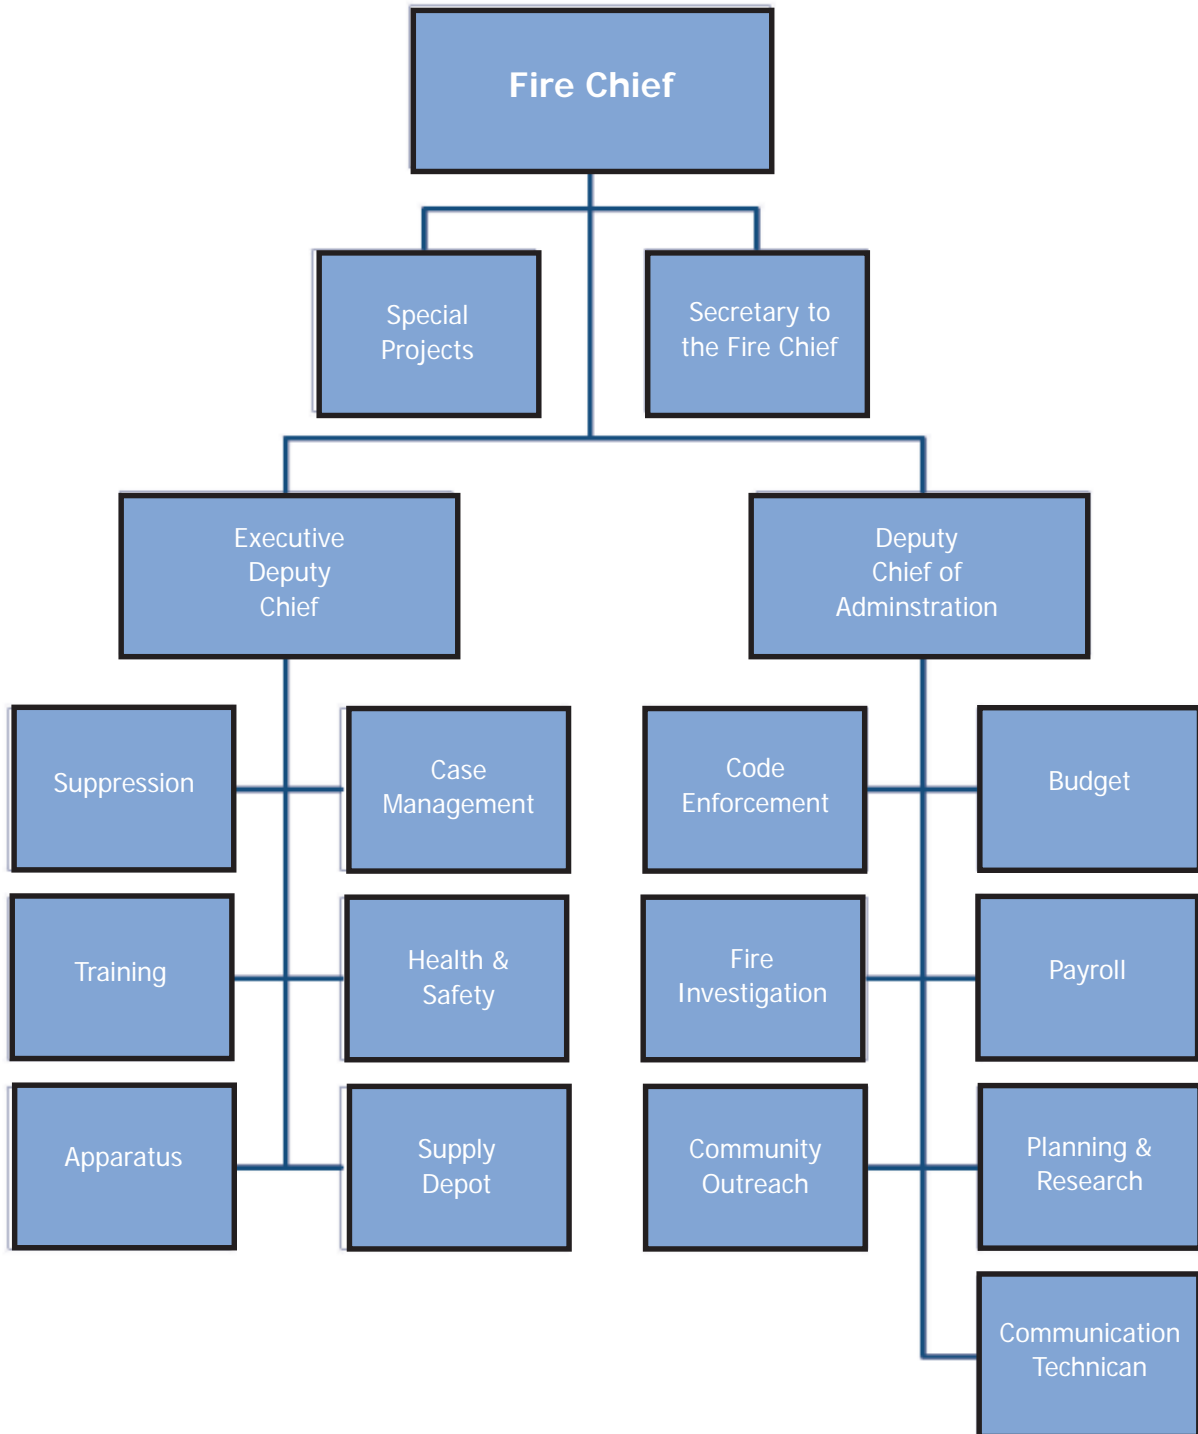 Fire Chief
Special
Projects
Secretary to
the Fire Chief
Executive
Deputy
Chief
Deputy
Chief of
Adminstration
Suppression
Case
Management
Code
Enforcement
Budget
Training
Health &
Safety
Fire
Investigation
Payroll
Apparatus
Supply
Depot
Community
Outreach
Planning &
Research
Communication
Technican